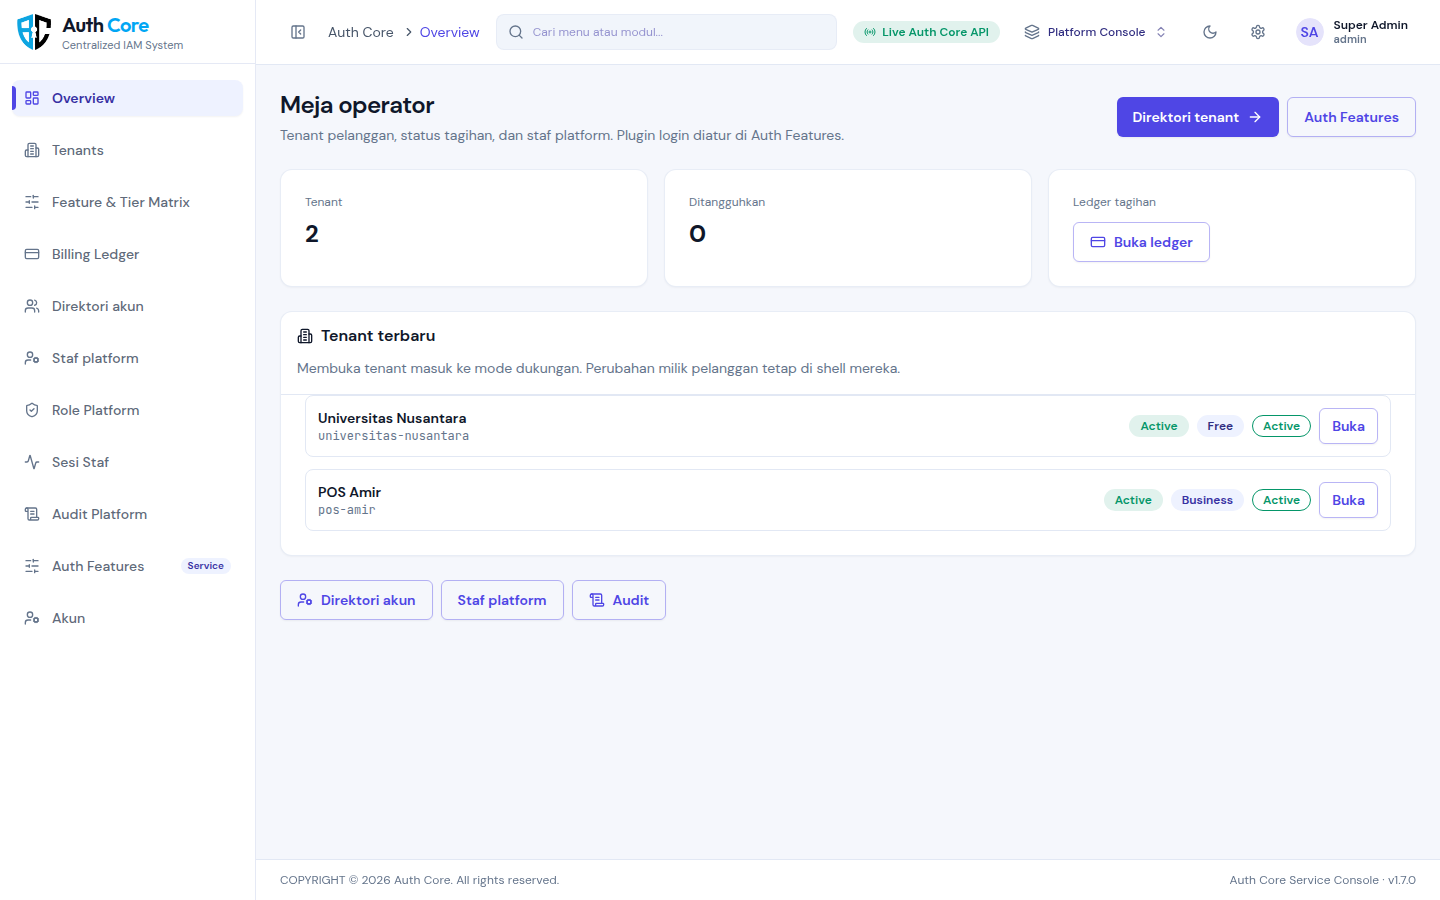 Auth Core
Centralized IAM System
Overview
Tenants
Feature & Tier Matrix
Billing Ledger
Direktori akun
Staf platform
Role Platform
Sesi Staf
Audit Platform
Auth Features Service
Akun
Auth Core > Overview
Cari menu atau modul...
Live Auth Core API
Platform Console
SA
Super Admin
admin
Meja operator
Tenant pelanggan, status tagihan, dan staf platform. Plugin login diatur di Auth Features.
Direktori tenant
Auth Features
Tenant
2
Ditangguhkan
0
Ledger tagihan
Buka ledger
Tenant terbaru
Membuka tenant masuk ke mode dukungan. Perubahan milik pelanggan tetap di shell mereka.
Universitas Nusantara
universitas-nusantara
Active Free Active Buka
POS Amir
pos-amir
Active Business Active Buka
Direktori akun Staf platform Audit
COPYRIGHT © 2026 Auth Core. All rights reserved.
Auth Core Service Console · v1.7.0